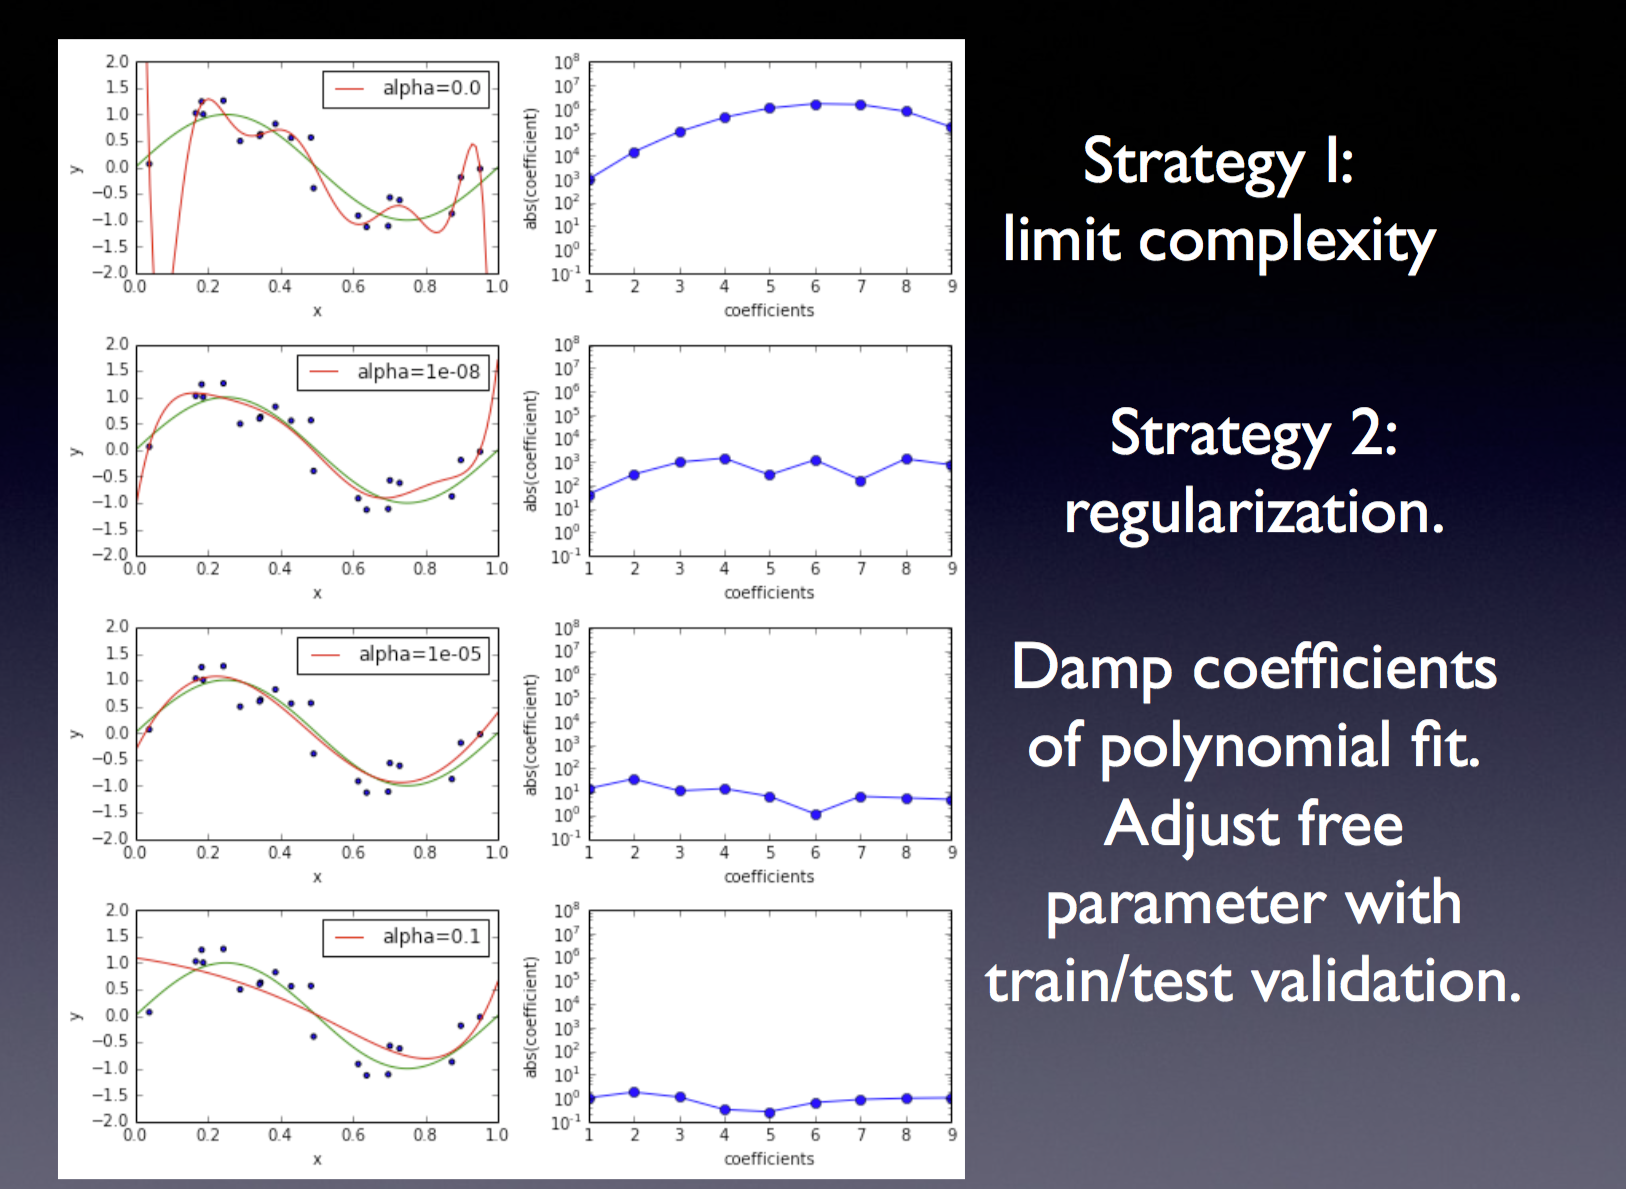 2.0
1.5
1.0
0.5
0.0
−0.5
−1.0
−1.5
−2.0
y
alpha=0.0
0.0 0.2 0.4 0.6 0.8 1.0
x
10^8
10^7
10^6
10^5
10^4
10^3
10^2
10^1
10^0
10^-1
abs(coefficient)
1 2 3 4 5 6 7 8 9
coefficients
2.0
1.5
1.0
0.5
0.0
−0.5
−1.0
−1.5
−2.0
y
alpha=1e-08
0.0 0.2 0.4 0.6 0.8 1.0
x
10^8
10^7
10^6
10^5
10^4
10^3
10^2
10^1
10^0
10^-1
abs(coefficient)
1 2 3 4 5 6 7 8 9
coefficients
2.0
1.5
1.0
0.5
0.0
−0.5
−1.0
−1.5
−2.0
y
alpha=1e-05
0.0 0.2 0.4 0.6 0.8 1.0
x
10^8
10^7
10^6
10^5
10^4
10^3
10^2
10^1
10^0
10^-1
abs(coefficient)
1 2 3 4 5 6 7 8 9
coefficients
2.0
1.5
1.0
0.5
0.0
−0.5
−1.0
−1.5
−2.0
y
alpha=0.1
0.0 0.2 0.4 0.6 0.8 1.0
x
10^8
10^7
10^6
10^5
10^4
10^3
10^2
10^1
10^0
10^-1
abs(coefficient)
1 2 3 4 5 6 7 8 9
coefficients
Strategy 1:
limit complexity
Strategy 2:
regularization.
Damp coefficients
of polynomial fit.
Adjust free
parameter with
train/test validation.